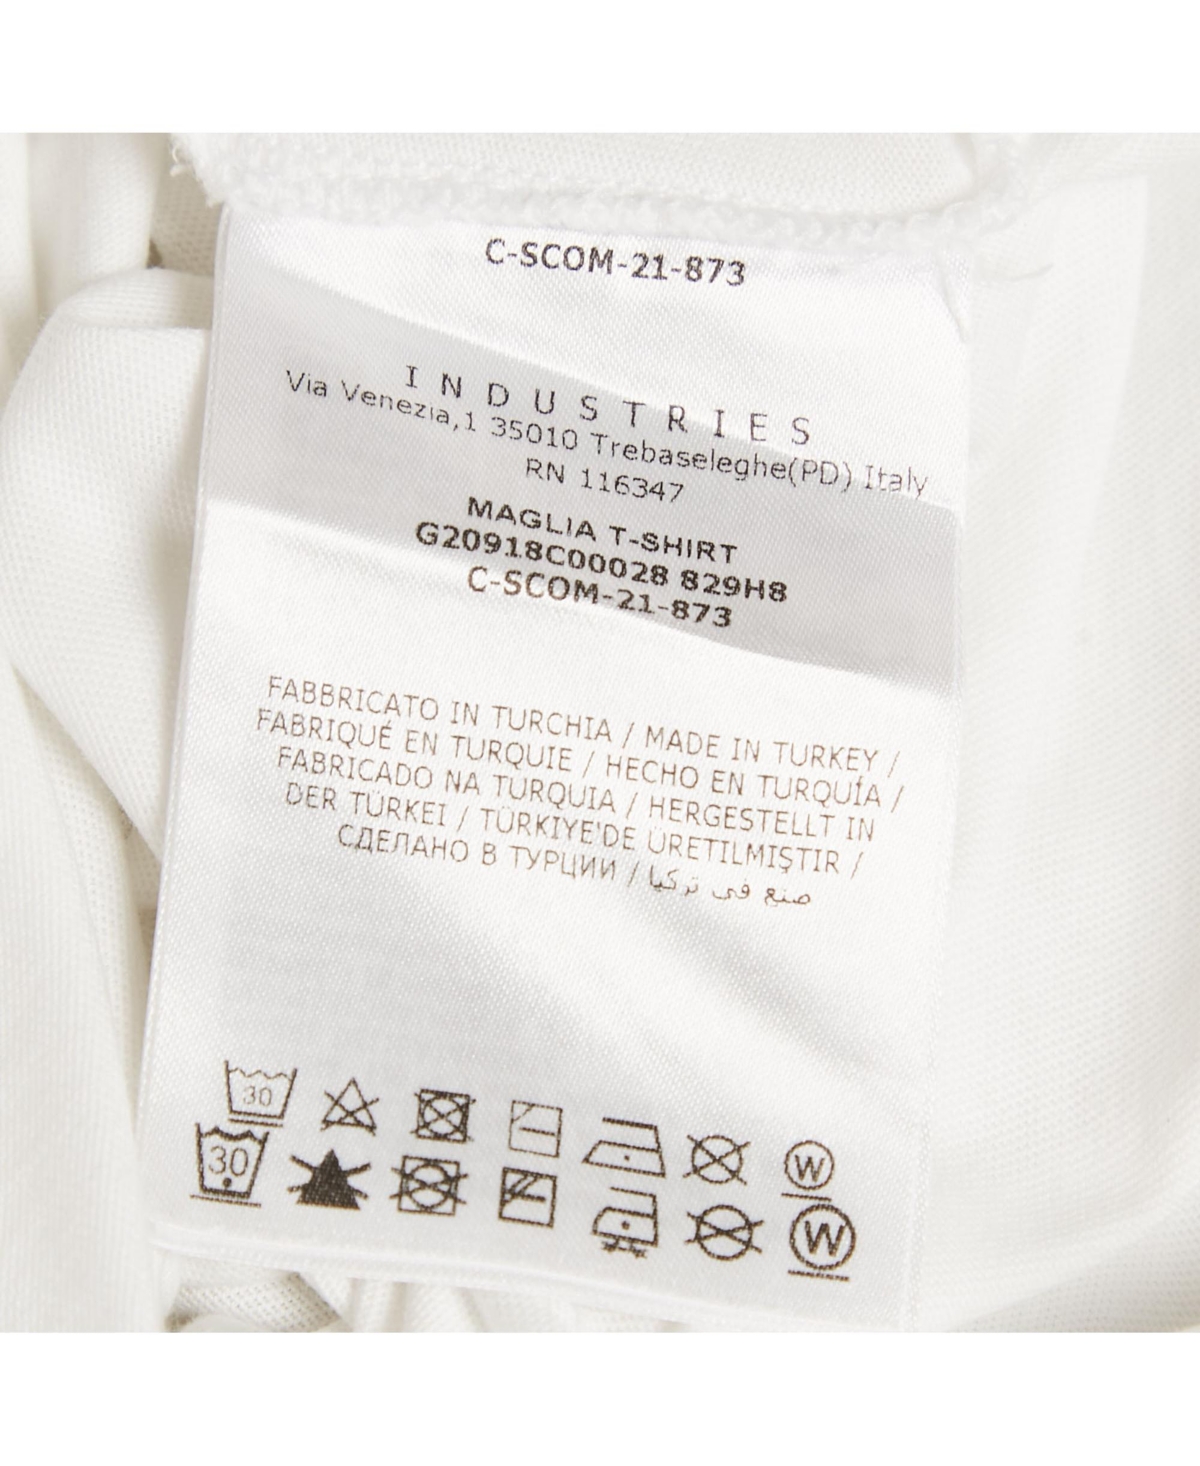 C-SCOM-21-873
INDUSTRIES
Via Venezia,1 35010 Trebaseleghe(PD) Italy
RN 116347
MAGLIA T-SHIRT
G20918C00028 829H8
C-SCOM-21-873
FABBRICATO IN TURCHIA / MADE IN TURKEY /
FABRIQUÉ EN TURQUIE / HECHO EN TURQUÍA /
FABRICADO NA TURQUIA / HERGESTELLT IN
DER TÜRKEI / TÜRKIYE'DE ÜRETILMIŞTIR /
СДЕЛАНО В ТУРЦИИ / صنع في تركيا
30 W
30 W